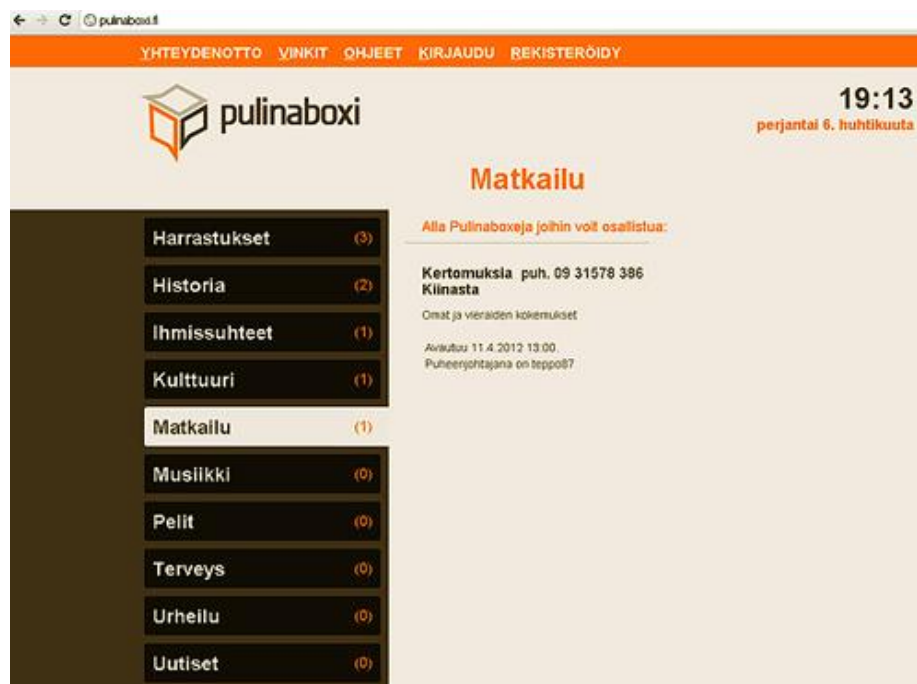 pulinaboxi.fi
YHTEYDENOTTO VINKIT OHJEET KIRJAUDU REKISTERÖIDY
pulinaboxi
19:13
perjantai 6. huhtikuuta
Matkailu
Harrastukset (3)
Historia (2)
Ihmissuhteet (1)
Kulttuuri (1)
Matkailu (1)
Musiikki (0)
Pelit (0)
Terveys (0)
Urheilu (0)
Uutiset (0)
Alla Pulinaboxeja joihin voit osallistua:
Kertomuksia puh. 09 31578 386
Kiinasta
Omat ja vieraiden kokemukset
Avautuu 11.4.2012 13:00.
Puheenjohtajana on teppo87